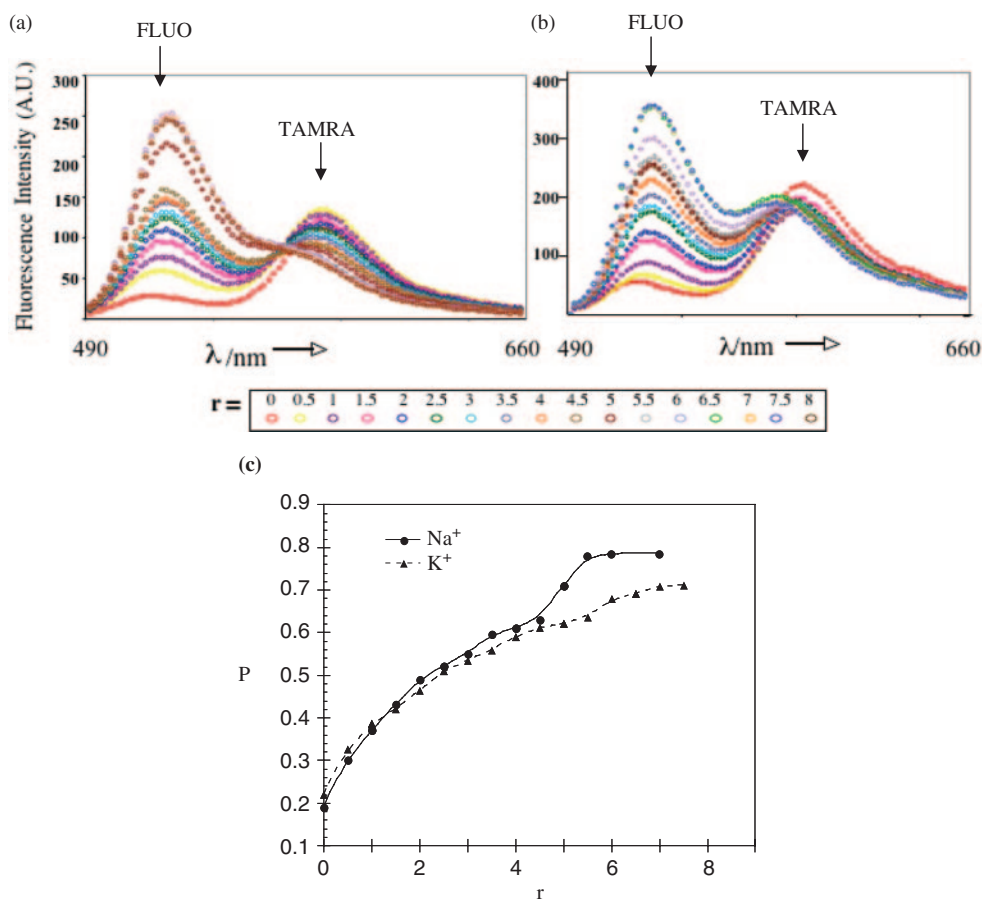 (a)
FLUO
TAMRA
Fluorescence Intensity (A.U.)
300
250
200
150
100
50
490
λ/nm
660
(b)
FLUO
TAMRA
400
300
200
100
490
λ/nm
660
r = 0 0.5 1 1.5 2 2.5 3 3.5 4 4.5 5 5.5 6 6.5 7 7.5 8
(c)
Na⁺
K⁺
P
0.9
0.8
0.7
0.6
0.5
0.4
0.3
0.2
0.1
0 2 4 6 8
r